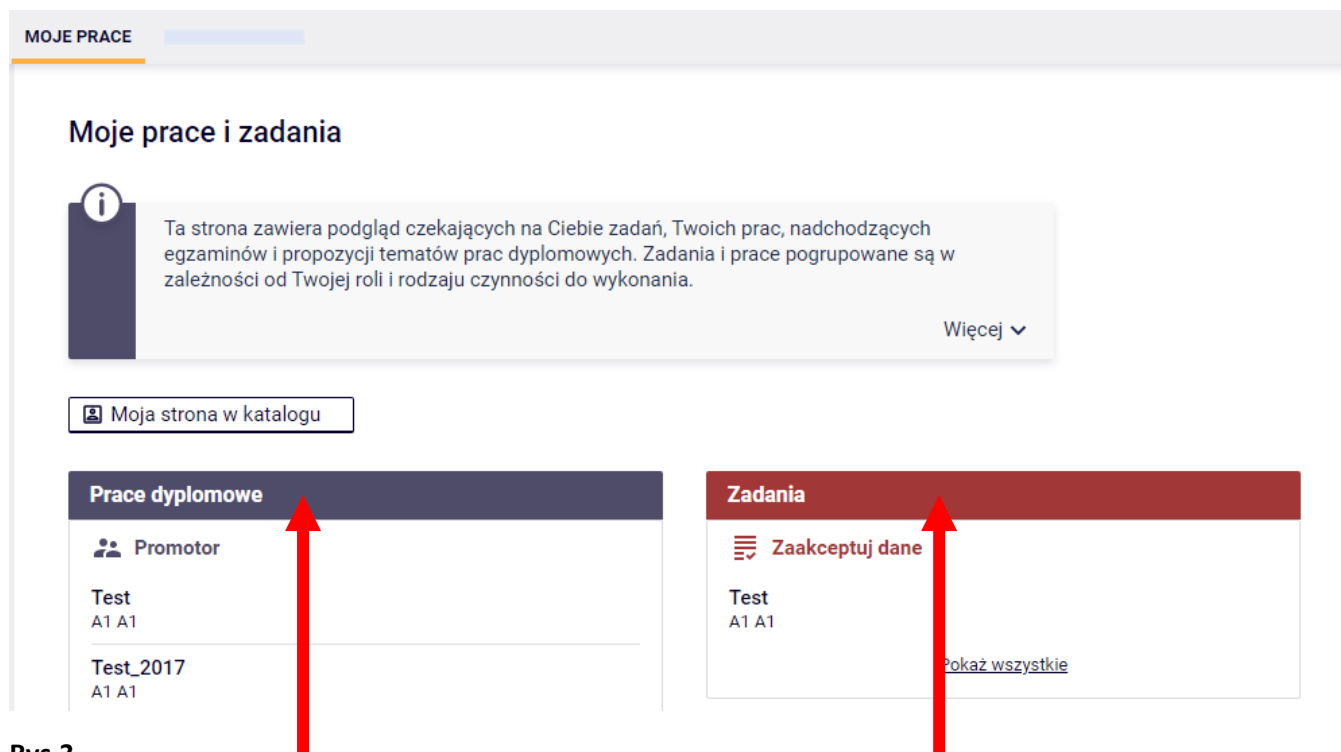 MOJE PRACE
Moje prace i zadania
Ta strona zawiera podgląd czekających na Ciebie zadań, Twoich prac, nadchodzących
egzaminów i propozycji tematów prac dyplomowych. Zadania i prace pogrupowane są w
zależności od Twojej roli i rodzaju czynności do wykonania.
Więcej
Moja strona w katalogu
Prace dyplomowe
Promotor
Test
A1 A1
Test_2017
A1 A1
Zadania
Zaakceptuj dane
Test
A1 A1
Pokaż wszystkie